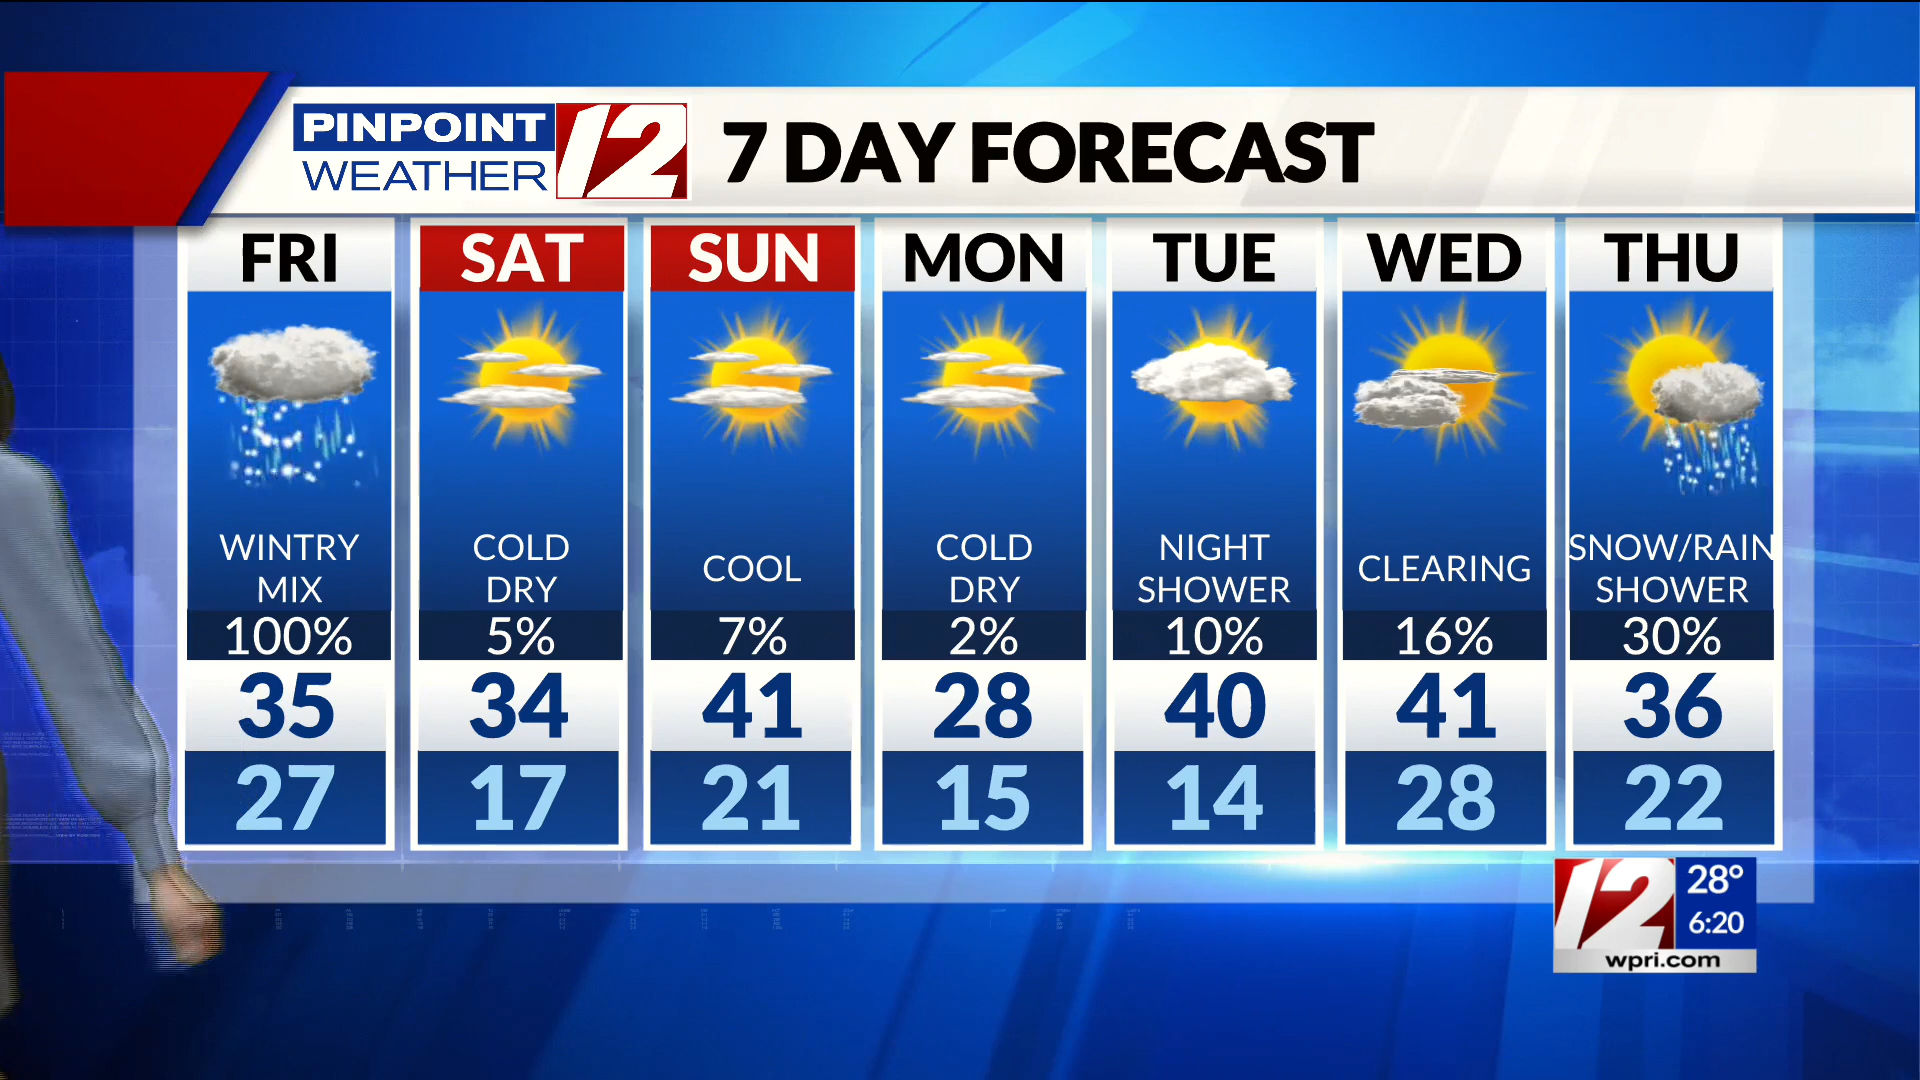 PINPOINT
WEATHER 12
7 DAY FORECAST
FRI SAT SUN MON TUE WED THU
WINTRY
MIX
COLD
DRY
COOL
COLD
DRY
NIGHT
SHOWER
CLEARING
SNOW/RAIN
SHOWER
100% 5% 7% 2% 10% 16% 30%
35 34 41 28 40 41 36
27 17 21 15 14 28 22
12
28°
6:20
wpri.com